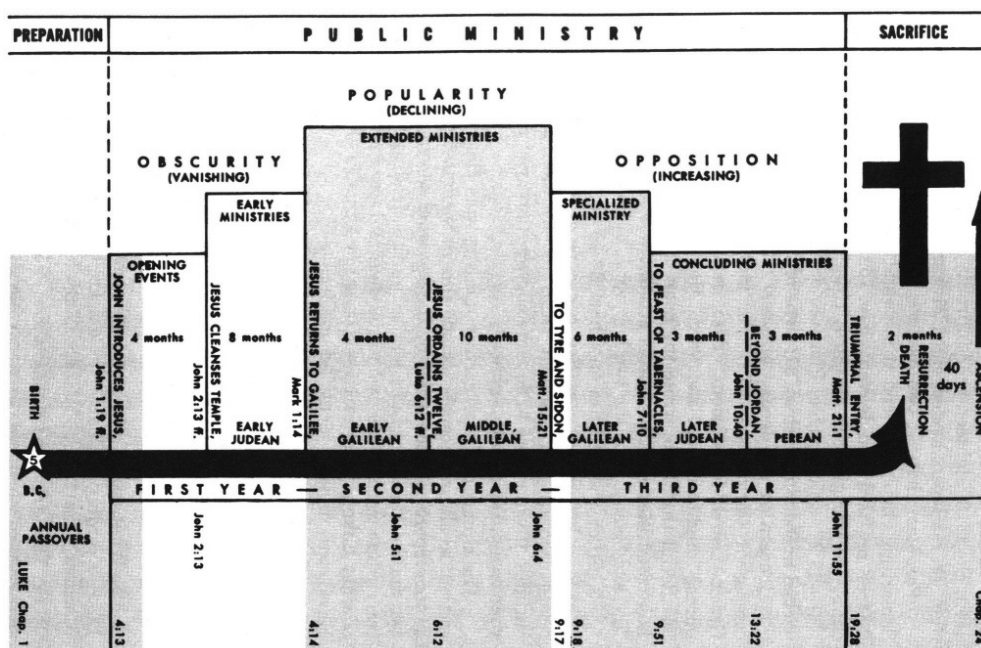 PREPARATION
PUBLIC MINISTRY
SACRIFICE
POPULARITY
(DECLINING)
EXTENDED MINISTRIES
OBSCURITY
(VANISHING)
OPPOSITION
(INCREASING)
EARLY
MINISTRIES
SPECIALIZED
MINISTRY
OPENING
EVENTS
CONCLUDING MINISTRIES
BIRTH
John 1:19 ff.
JOHN INTRODUCES JESUS,
4 months
John 2:13
JESUS CLEANSES TEMPLE,
8 months
Mark 1:14
JESUS RETURNS TO GALILEE,
4 months
Luke 6:12 ff.
JESUS ORDAINS TWELVE,
10 months
Matt. 15:21
TO TYRE AND SIDON,
6 months
John 7:10
TO FEAST OF TABERNACLES,
3 months
John 10:40
BEYOND JORDAN,
3 months
Matt. 21:1
TRIUMPHAL ENTRY,
2 months
DEATH
RESURRECTION
40
days
ASCENSION
EARLY
JUDEAN
EARLY
GALILEAN
MIDDLE,
GALILEAN
LATER
GALILEAN
LATER
JUDEAN
PEREAN
5
B.C,
FIRST YEAR — SECOND YEAR — THIRD YEAR
ANNUAL
PASSOVERS
John 2:13
John 5:1
John 6:4
John 11:55
LUKE Chap. 1
4:13
4:14
6:12
9:17
9:18
9:51
13:22
19:28
Chap. 24